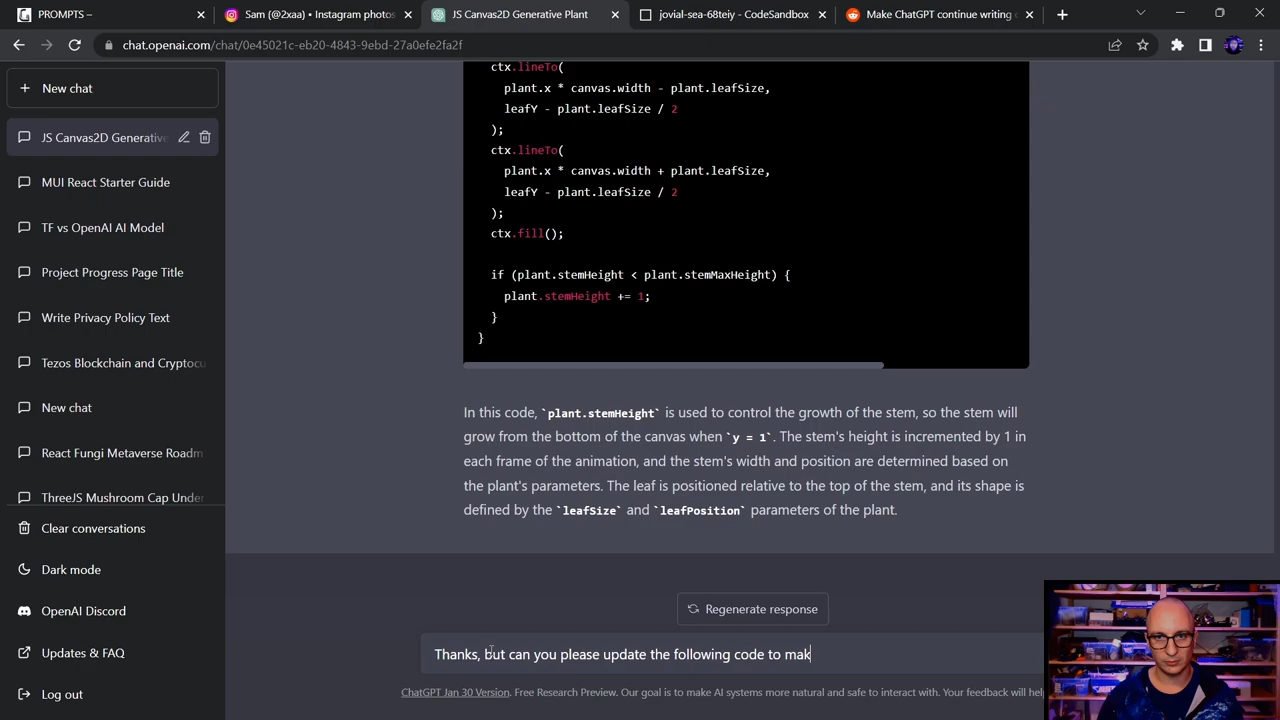 PROMPTS –
Sam (@2xaa) • Instagram photos
JS Canvas2D Generative Plant
jovial-sea-68teiy - CodeSandbox
Make ChatGPT continue writing
chat.openai.com/chat/0e45021c-eb20-4843-9ebd-27a0efe2fa2f
New chat
JS Canvas2D Generative
MUI React Starter Guide
TF vs OpenAI AI Model
Project Progress Page Title
Write Privacy Policy Text
Tezos Blockchain and Cryptocu
New chat
React Fungi Metaverse Roadm
ThreeJS Mushroom Cap Under
Clear conversations
Dark mode
OpenAI Discord
Updates & FAQ
Log out
ctx.lineTo(
plant.x * canvas.width - plant.leafSize,
leafY - plant.leafSize / 2
);
ctx.lineTo(
plant.x * canvas.width + plant.leafSize,
leafY - plant.leafSize / 2
);
ctx.fill();
if (plant.stemHeight < plant.stemMaxHeight) {
plant.stemHeight += 1;
}
}
In this code, `plant.stemHeight` is used to control the growth of the stem, so the stem will
grow from the bottom of the canvas when `y = 1`. The stem's height is incremented by 1 in
each frame of the animation, and the stem's width and position are determined based on
the plant's parameters. The leaf is positioned relative to the top of the stem, and its shape is
defined by the `leafSize` and `leafPosition` parameters of the plant.
Regenerate response
Thanks, but can you please update the following code to mak
ChatGPT Jan 30 Version. Free Research Preview. Our goal is to make AI systems more natural and safe to interact with. Your feedback will hel